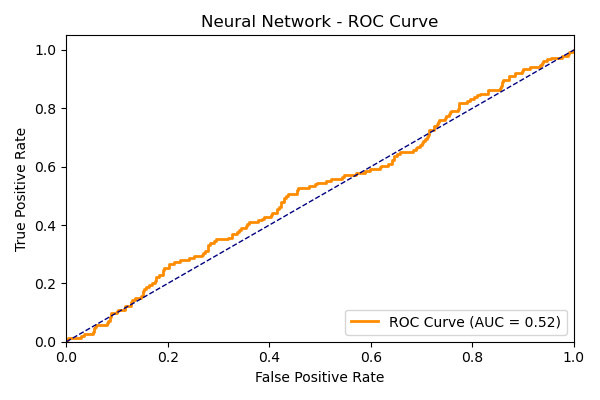 Neural Network - ROC Curve
True Positive Rate
1.0
0.8
0.6
0.4
0.2
0.0
ROC Curve (AUC = 0.52)
0.0 0.2 0.4 0.6 0.8 1.0
False Positive Rate